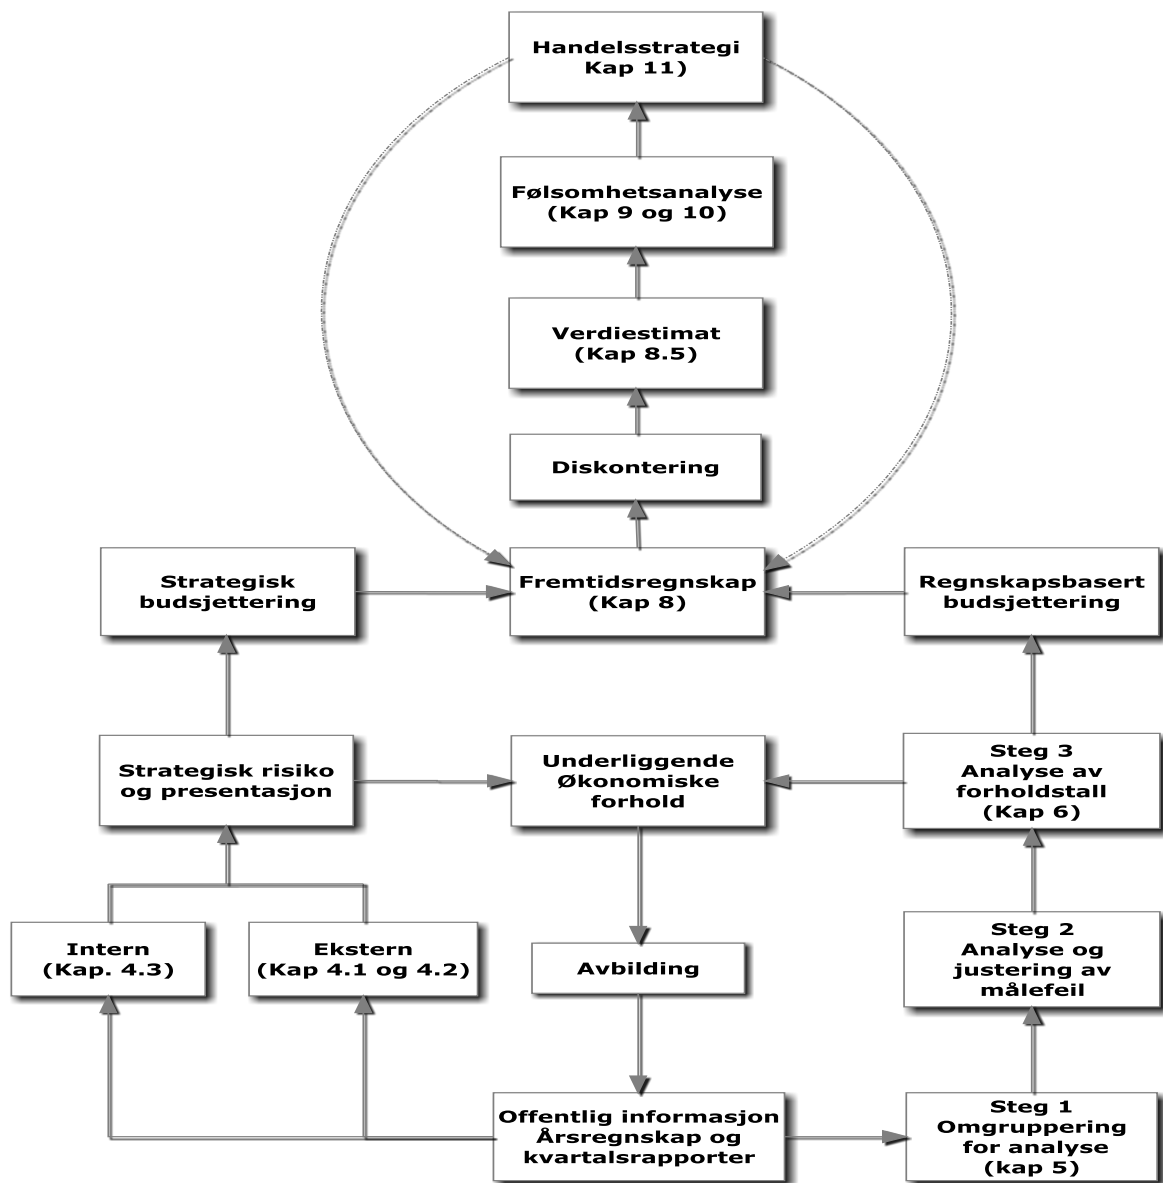 Handelsstrategi
Kap 11)
Følsomhetsanalyse
(Kap 9 og 10)
Verdiestimat
(Kap 8.5)
Diskontering
Strategisk
budsjettering
Fremtidsregnskap
(Kap 8)
Regnskapsbasert
budsjettering
Strategisk risiko
og presentasjon
Underliggende
Økonomiske
forhold
Steg 3
Analyse av
forholdstall
(Kap 6)
Intern
(Kap. 4.3)
Ekstern
(Kap 4.1 og 4.2)
Avbilding
Steg 2
Analyse og
justering av
målefeil
Offentlig informasjon
Årsregnskap og
kvartalsrapporter
Steg 1
Omgruppering
for analyse
(kap 5)